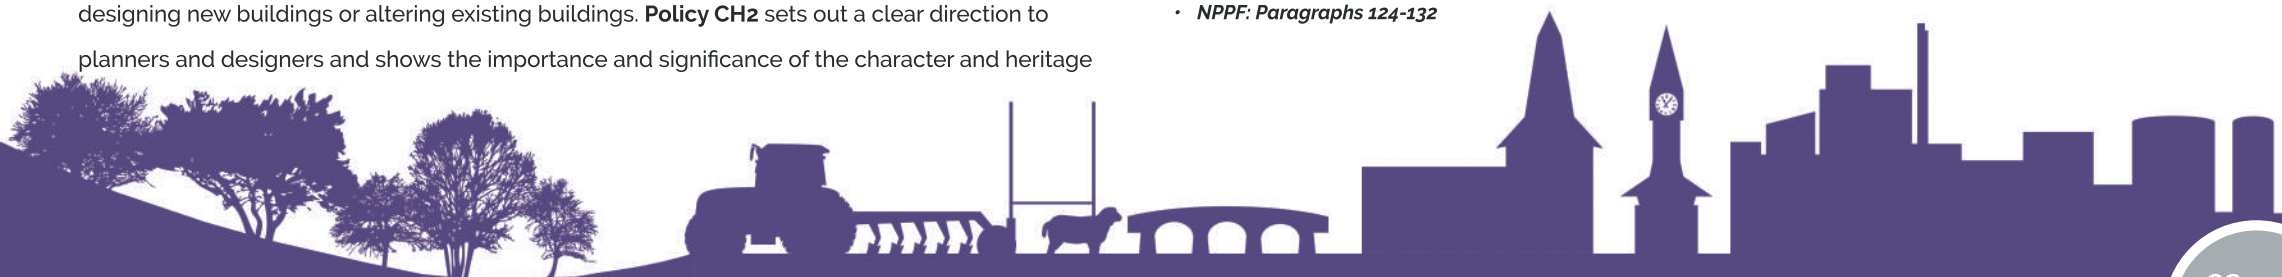 designing new buildings or altering existing buildings. Policy CH2 sets out a clear direction to
planners and designers and shows the importance and significance of the character and heritage
• NPPF: Paragraphs 124-132